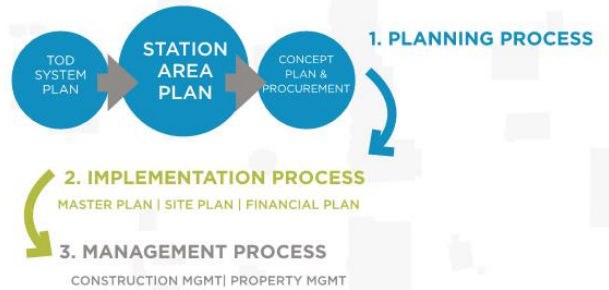 TOD
SYSTEM
PLAN
STATION
AREA
PLAN
CONCEPT
PLAN &
PROCUREMENT
1. PLANNING PROCESS
2. IMPLEMENTATION PROCESS
MASTER PLAN | SITE PLAN | FINANCIAL PLAN
3. MANAGEMENT PROCESS
CONSTRUCTION MGMT| PROPERTY MGMT